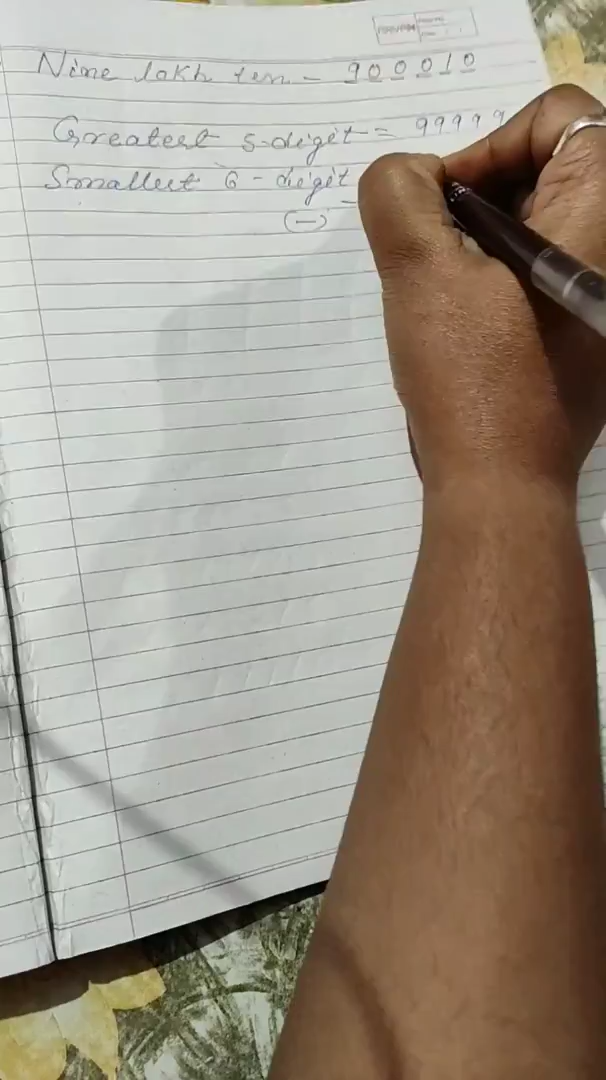 Nine lakh ten - 900010
Greatest 5-digit = 99999
Smallest 6-digit =
(-)